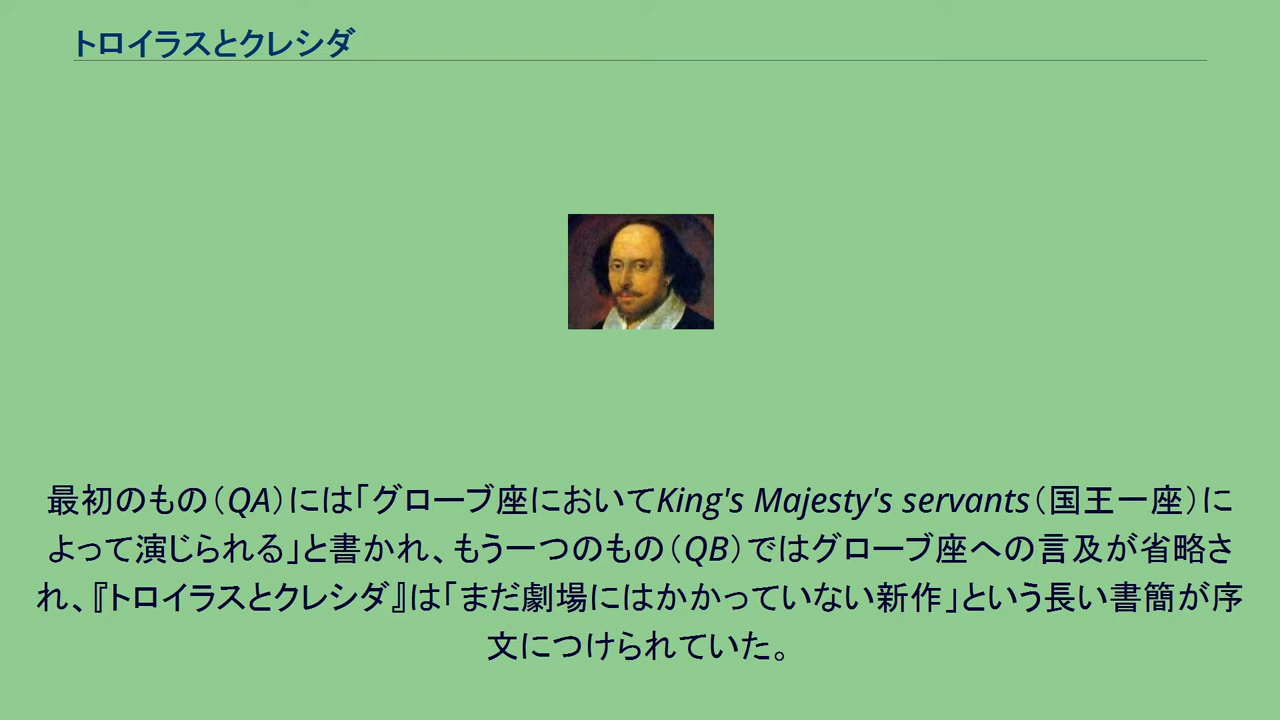 トロイラスとクレシダ
最初のもの（QA）には「グローブ座においてKing's Majesty's servants（国王一座）に
よって演じられる」と書かれ、もう一つのもの（QB）ではグローブ座への言及が省略さ
れ、『トロイラスとクレシダ』は「まだ劇場にはかかっていない新作」という長い書簡が序
文につけられていた。